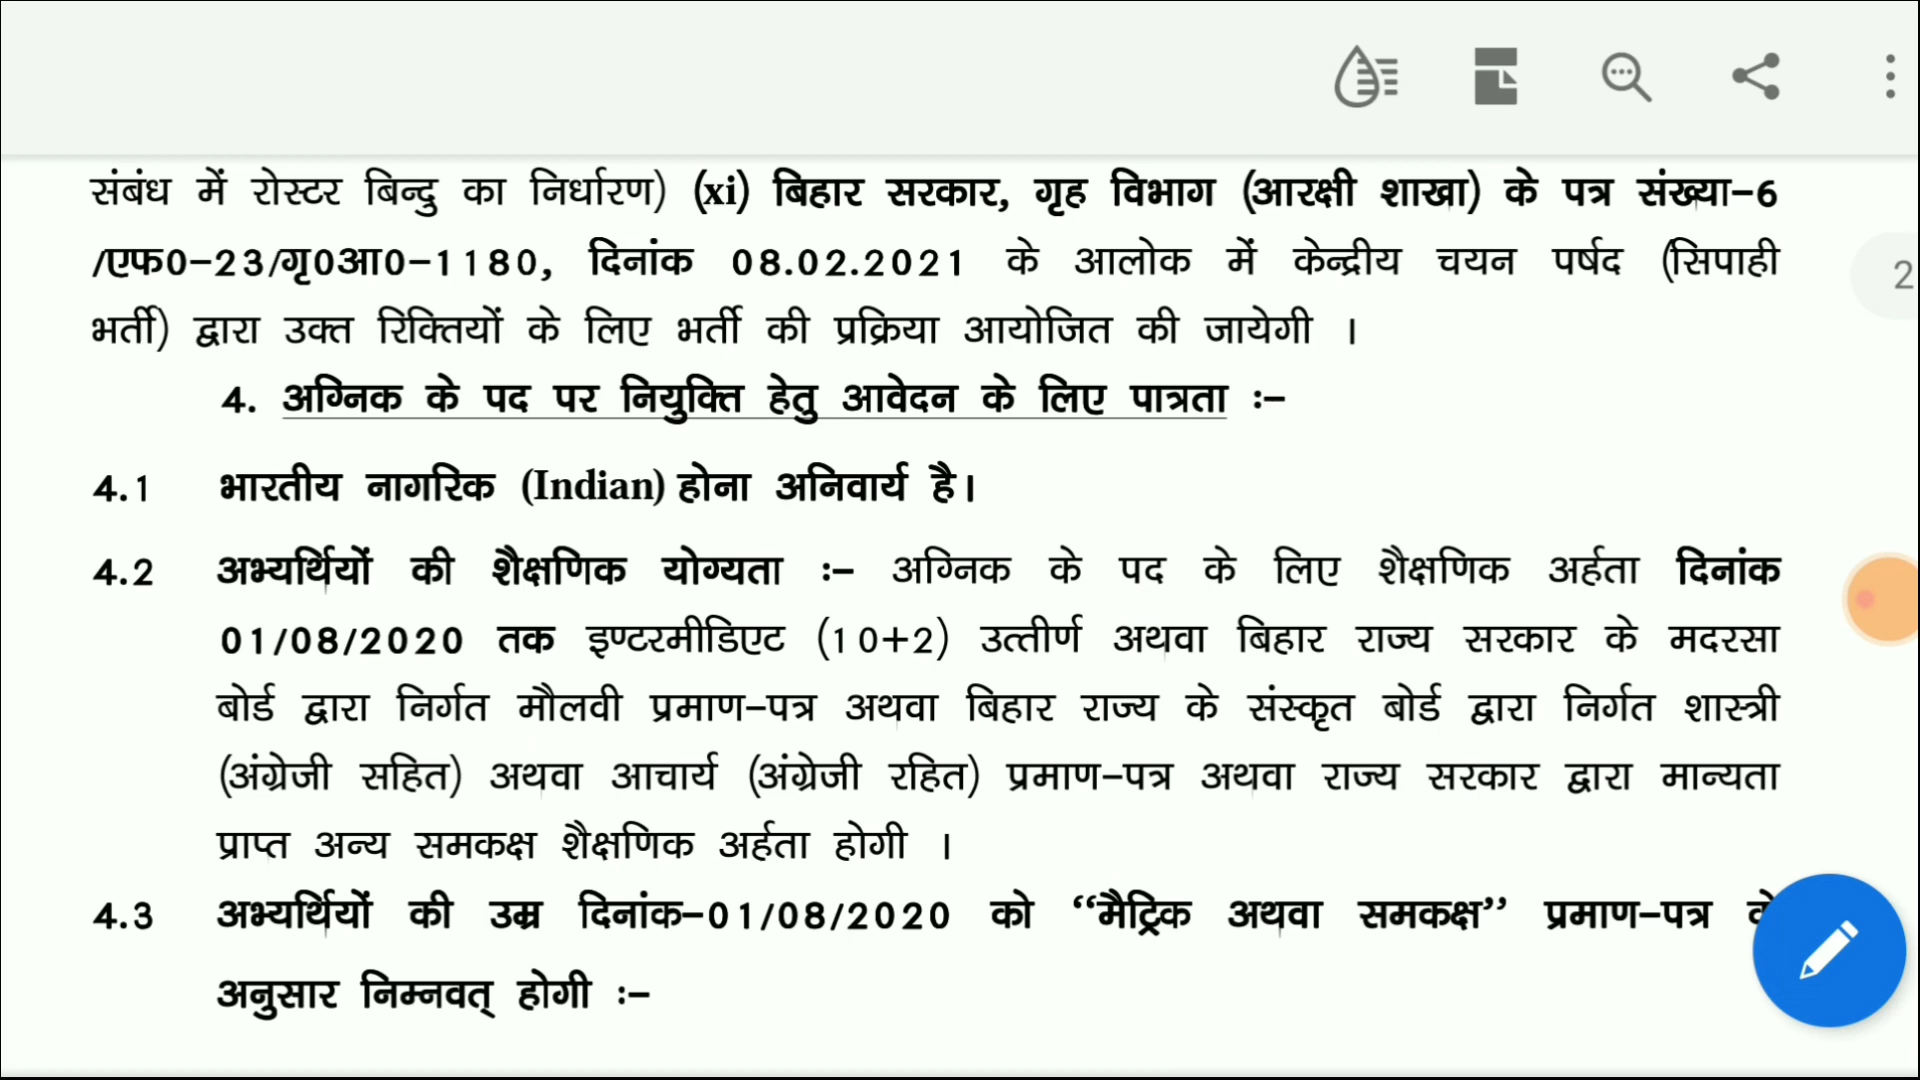 संबंध में रोस्टर बिन्दु का निर्धारण) (xi) बिहार सरकार, गृह विभाग (आरक्षी शाखा) के पत्र संख्या–6
/एफ0–23/गृ0आ0–1180, दिनांक 08.02.2021 के आलोक में केन्द्रीय चयन पर्षद (सिपाही
2
भर्ती) द्वारा उक्त रिक्तियों के लिए भर्ती की प्रक्रिया आयोजित की जायेगी ।
4. अग्निक के पद पर नियुक्ति हेतु आवेदन के लिए पात्रता :–
4.1 भारतीय नागरिक (Indian) होना अनिवार्य है।
4.2 अभ्यर्थियों की शैक्षणिक योग्यता :– अग्निक के पद के लिए शैक्षणिक अर्हता दिनांक
01/08/2020 तक इण्टरमीडिएट (10+2) उत्तीर्ण अथवा बिहार राज्य सरकार के मदरसा
बोर्ड द्वारा निर्गत मौलवी प्रमाण–पत्र अथवा बिहार राज्य के संस्कृत बोर्ड द्वारा निर्गत शास्त्री
(अंग्रेजी सहित) अथवा आचार्य (अंग्रेजी रहित) प्रमाण–पत्र अथवा राज्य सरकार द्वारा मान्यता
प्राप्त अन्य समकक्ष शैक्षणिक अर्हता होगी ।
4.3 अभ्यर्थियों की उम्र दिनांक–01/08/2020 को “मैट्रिक अथवा समकक्ष” प्रमाण–पत्र
अनुसार निम्नवत् होगी :–